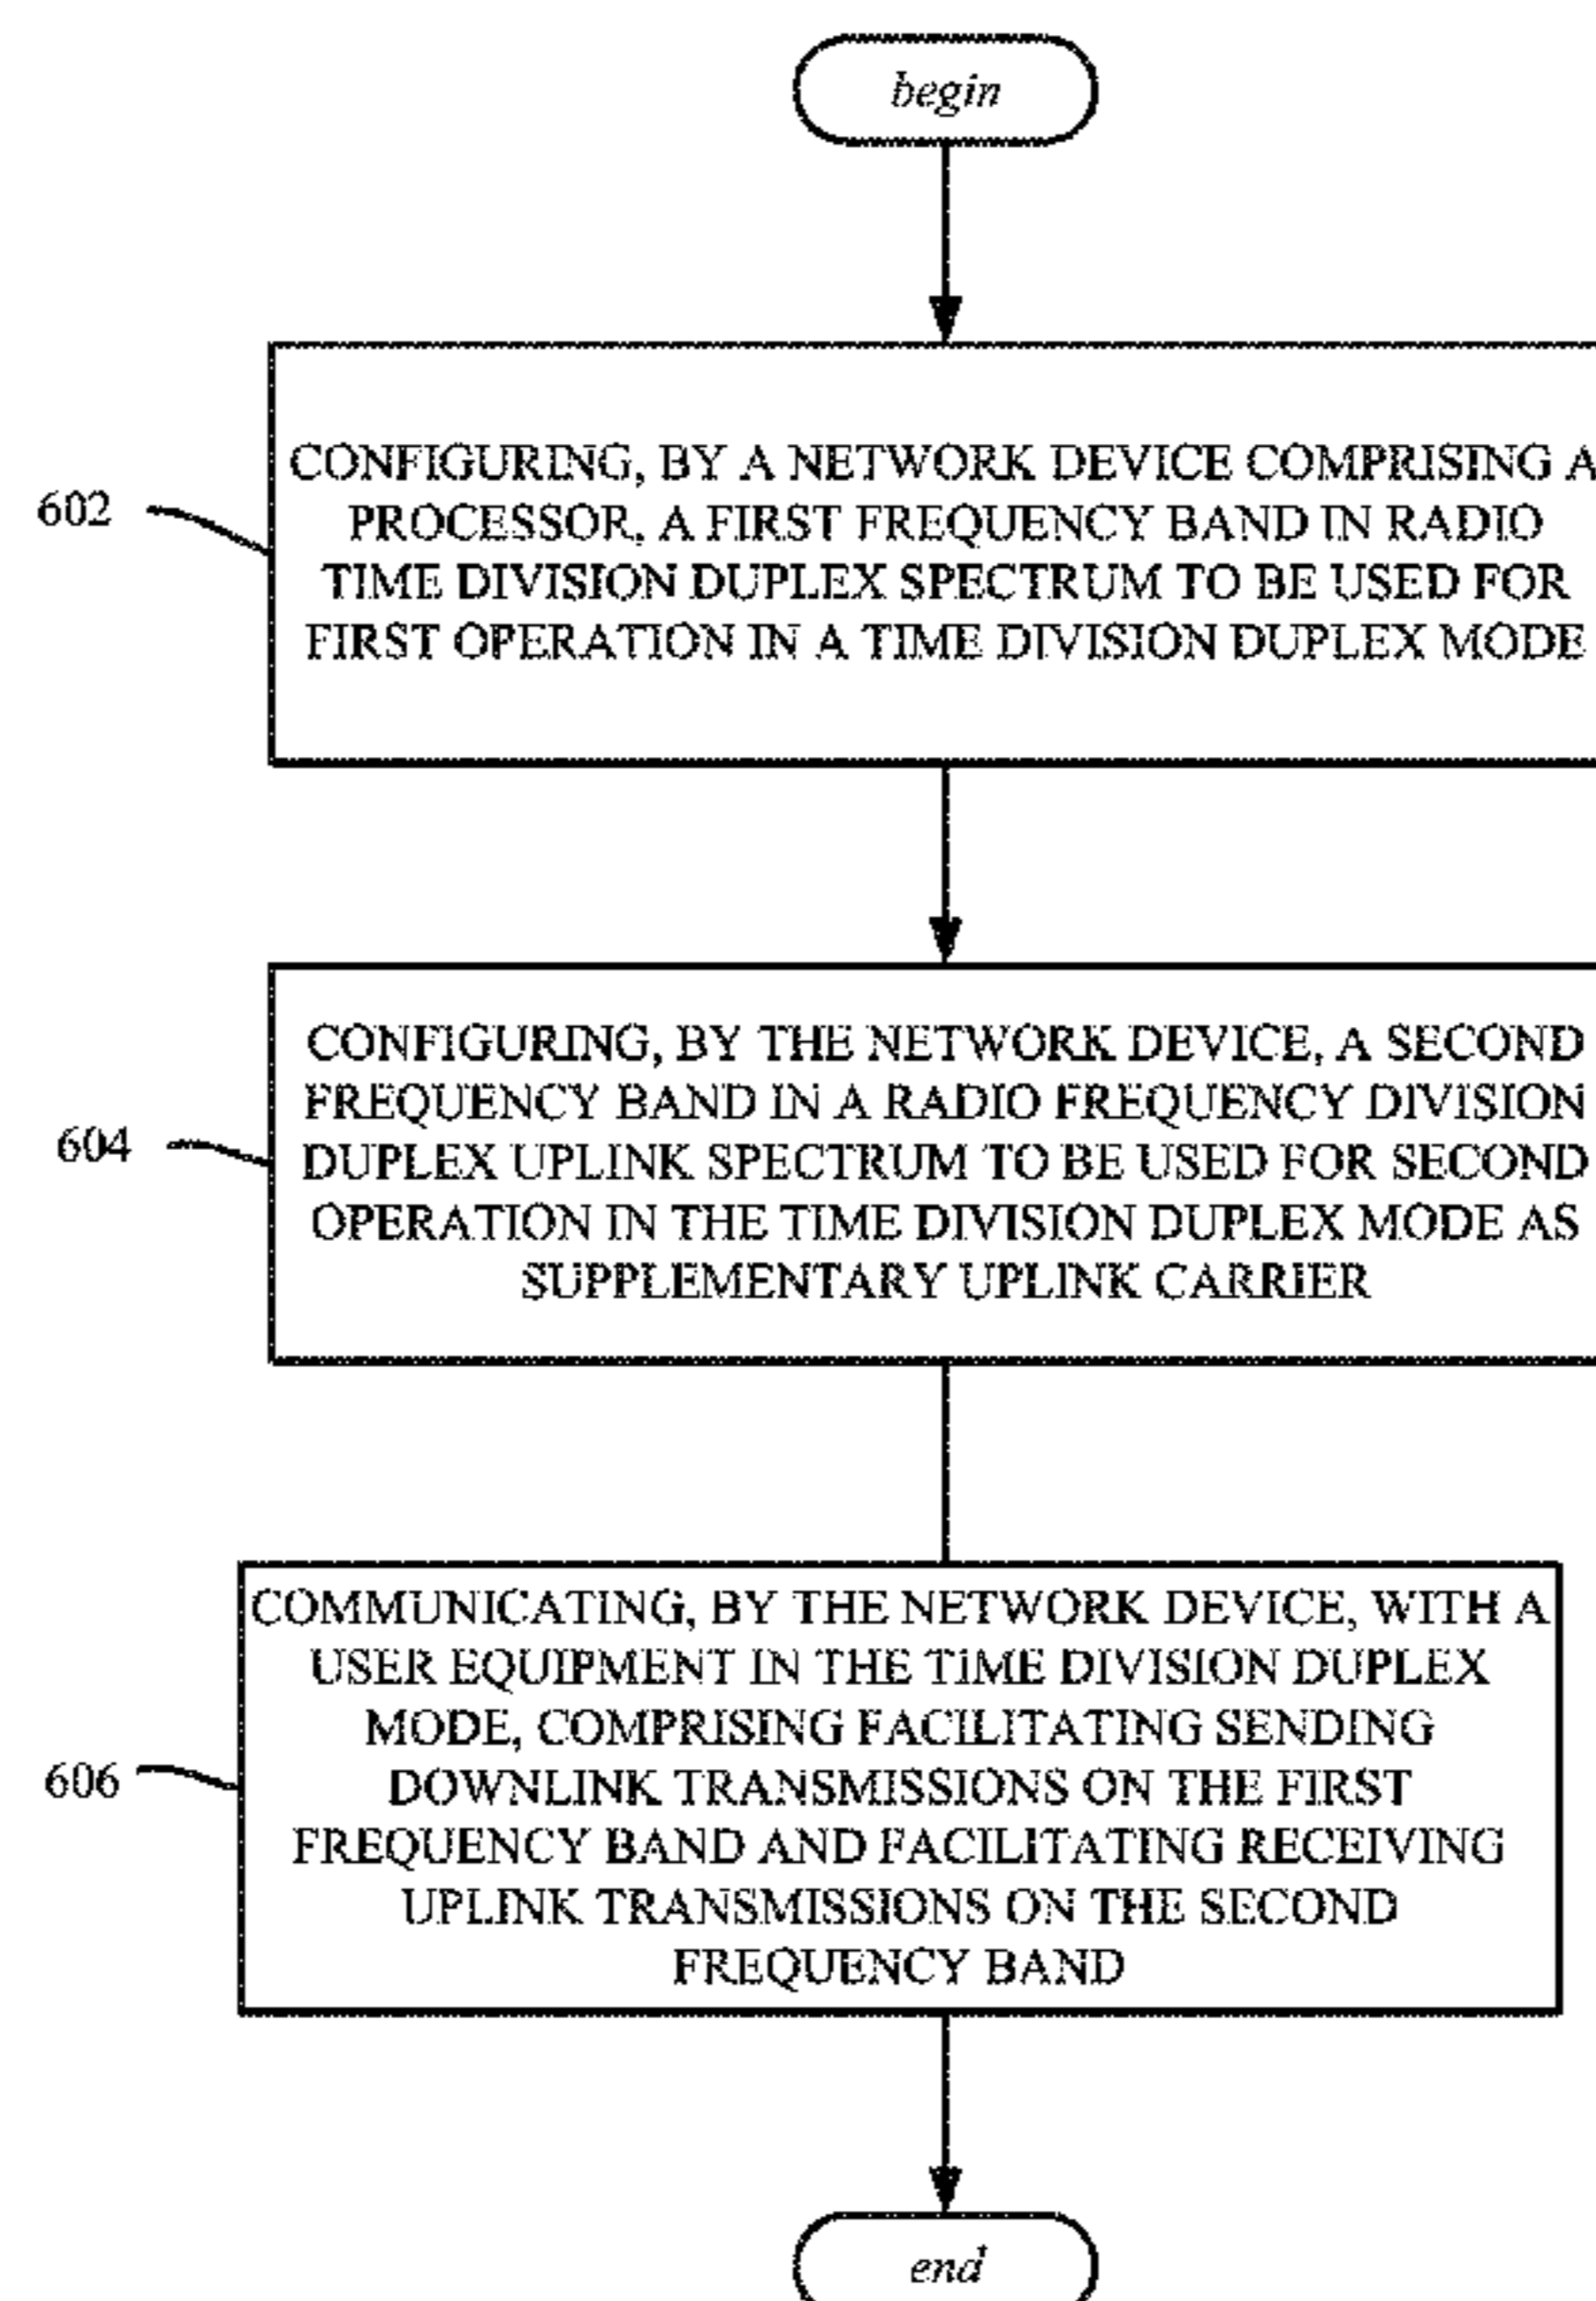 begin
602
CONFIGURING, BY A NETWORK DEVICE COMPRISING A
PROCESSOR, A FIRST FREQUENCY BAND IN RADIO
TIME DIVISION DUPLEX SPECTRUM TO BE USED FOR
FIRST OPERATION IN A TIME DIVISION DUPLEX MODE
604
CONFIGURING, BY THE NETWORK DEVICE, A SECOND
FREQUENCY BAND IN A RADIO FREQUENCY DIVISION
DUPLEX UPLINK SPECTRUM TO BE USED FOR SECOND
OPERATION IN THE TIME DIVISION DUPLEX MODE AS
SUPPLEMENTARY UPLINK CARRIER
606
COMMUNICATING, BY THE NETWORK DEVICE, WITH A
USER EQUIPMENT IN THE TIME DIVISION DUPLEX
MODE, COMPRISING FACILITATING SENDING
DOWNLINK TRANSMISSIONS ON THE FIRST
FREQUENCY BAND AND FACILITATING RECEIVING
UPLINK TRANSMISSIONS ON THE SECOND
FREQUENCY BAND
end